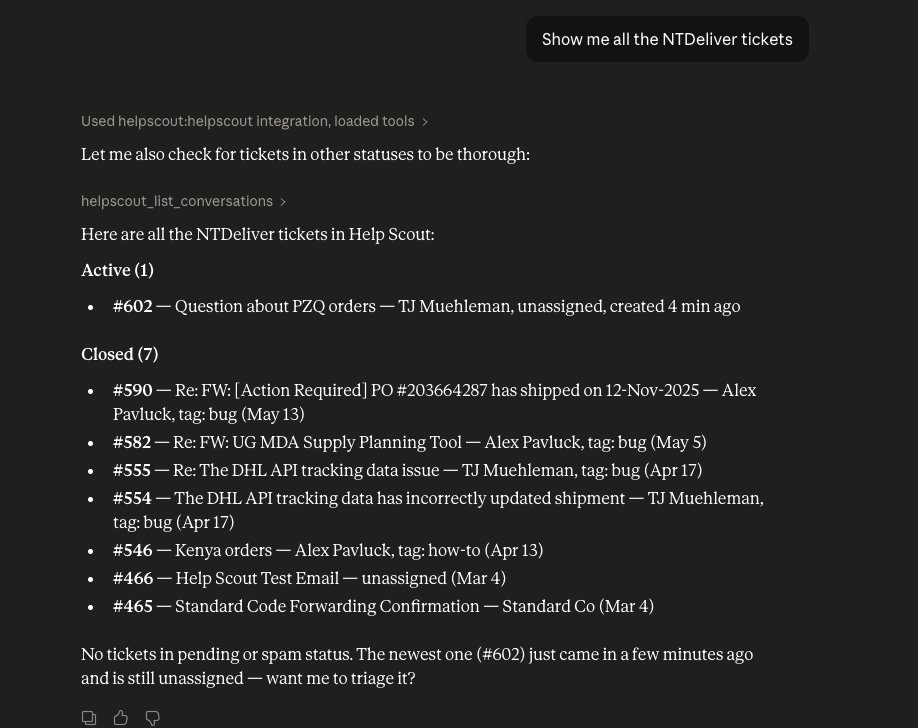 Show me all the NTDeliver tickets
Used helpscout:helpscout integration, loaded tools >
Let me also check for tickets in other statuses to be thorough:
helpscout_list_conversations >
Here are all the NTDeliver tickets in Help Scout:
Active (1)
• #602 — Question about PZQ orders — TJ Muehleman, unassigned, created 4 min ago
Closed (7)
• #590 — Re: FW: [Action Required] PO #203664287 has shipped on 12-Nov-2025 — Alex
Pavluck, tag: bug (May 13)
• #582 — Re: FW: UG MDA Supply Planning Tool — Alex Pavluck, tag: bug (May 5)
• #555 — Re: The DHL API tracking data issue — TJ Muehleman, tag: bug (Apr 17)
• #554 — The DHL API tracking data has incorrectly updated shipment — TJ Muehleman,
tag: bug (Apr 17)
• #546 — Kenya orders — Alex Pavluck, tag: how-to (Apr 13)
• #466 — Help Scout Test Email — unassigned (Mar 4)
• #465 — Standard Code Forwarding Confirmation — Standard Co (Mar 4)
No tickets in pending or spam status. The newest one (#602) just came in a few minutes ago
and is still unassigned — want me to triage it?